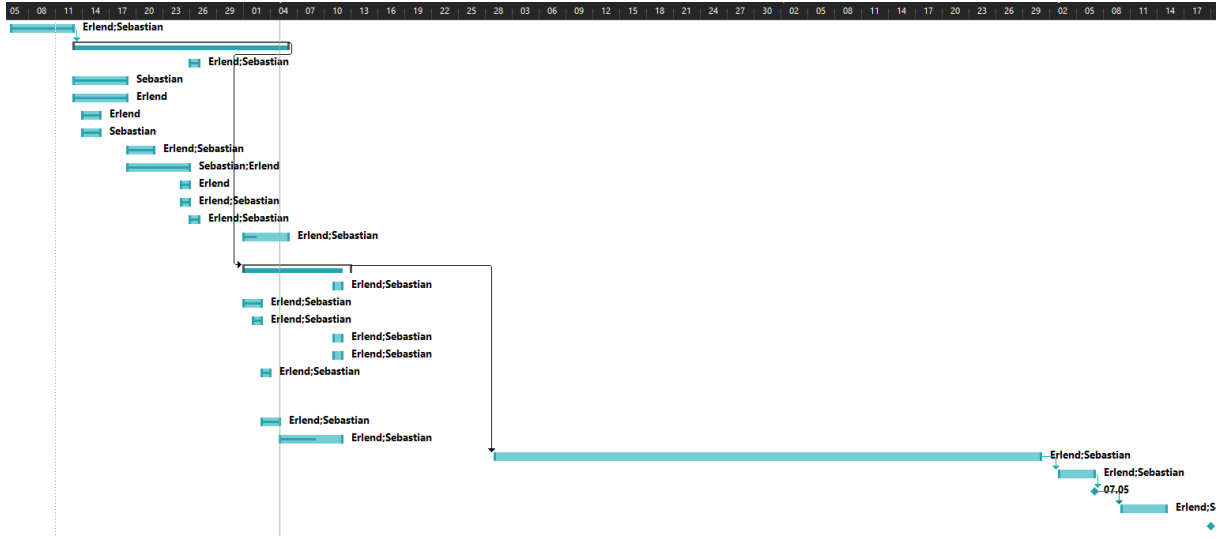 05 08 11 14 17 20 23 26 29 01 04 07 10 13 16 19 22 25 28 03 06 09 12 15 18 21 24 27 30 02 05 08 11 14 17 20 23 26 29 02 05 08 11 14 17
Erlend;Sebastian
Erlend;Sebastian
Sebastian
Erlend
Erlend
Sebastian
Erlend;Sebastian
Sebastian;Erlend
Erlend
Erlend;Sebastian
Erlend;Sebastian
Erlend;Sebastian
Erlend;Sebastian
Erlend;Sebastian
Erlend;Sebastian
Erlend;Sebastian
Erlend;Sebastian
Erlend;Sebastian
Erlend;Sebastian
Erlend;Sebastian
Erlend;Sebastian
Erlend;Sebastian
07.05
Erlend;S